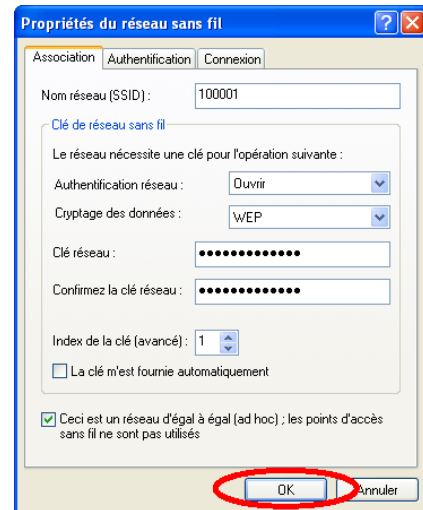 Propriétés du réseau sans fil
Association Authentification Connexion
Nom réseau (SSID) : 100001
Clé de réseau sans fil
Le réseau nécessite une clé pour l'opération suivante :
Authentification réseau : Ouvrir
Cryptage des données : WEP
Clé réseau : •••••••••••••
Confirmez la clé réseau : •••••••••••••
Index de la clé (avancé) : 1
La clé m'est fournie automatiquement
Ceci est un réseau d'égal à égal (ad hoc) ; les points d'accès
sans fil ne sont pas utilisés
OK Annuler